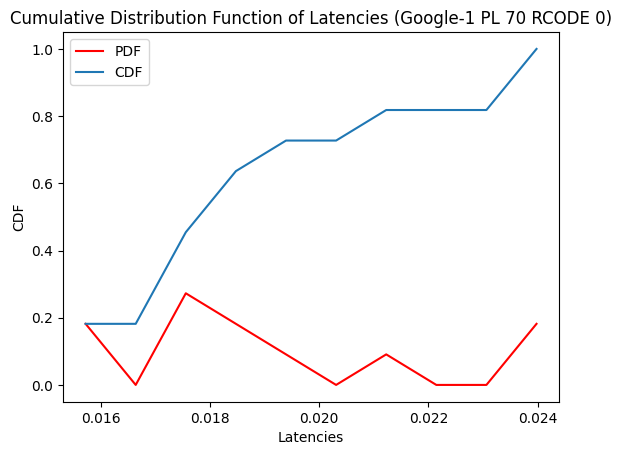 Cumulative Distribution Function of Latencies (Google-1 PL 70 RCODE 0)
PDF
CDF
1.0
0.8
0.6
0.4
0.2
0.0
CDF
0.016
0.018
0.020
0.022
0.024
Latencies